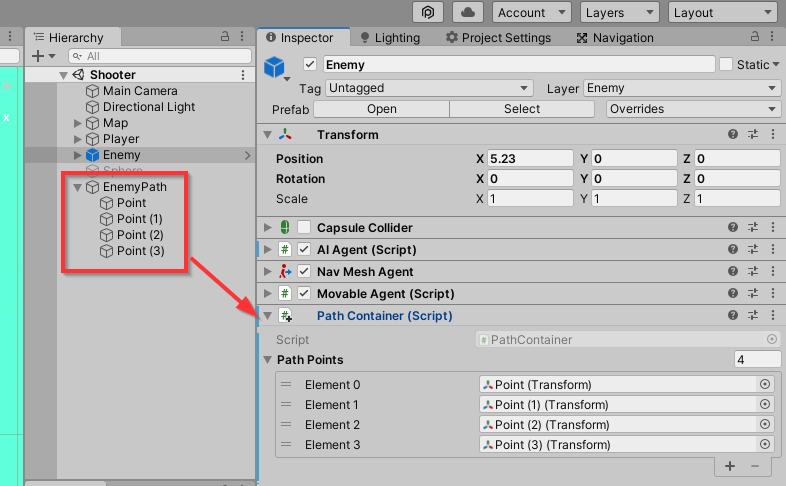 Account Layers Layout
Hierarchy
All
Shooter
Main Camera
Directional Light
Map
Player
Enemy
Sphere
EnemyPath
Point
Point (1)
Point (2)
Point (3)
x
Inspector Lighting Project Settings Navigation
Enemy Static
Tag Untagged Layer Enemy
Prefab Open Select Overrides
Transform
Position X 5.23 Y 0 Z 0
Rotation X 0 Y 0 Z 0
Scale X 1 Y 1 Z 1
Capsule Collider
AI Agent (Script)
Nav Mesh Agent
Movable Agent (Script)
Path Container (Script)
Script PathContainer
Path Points 4
Element 0 Point (Transform)
Element 1 Point (1) (Transform)
Element 2 Point (2) (Transform)
Element 3 Point (3) (Transform)